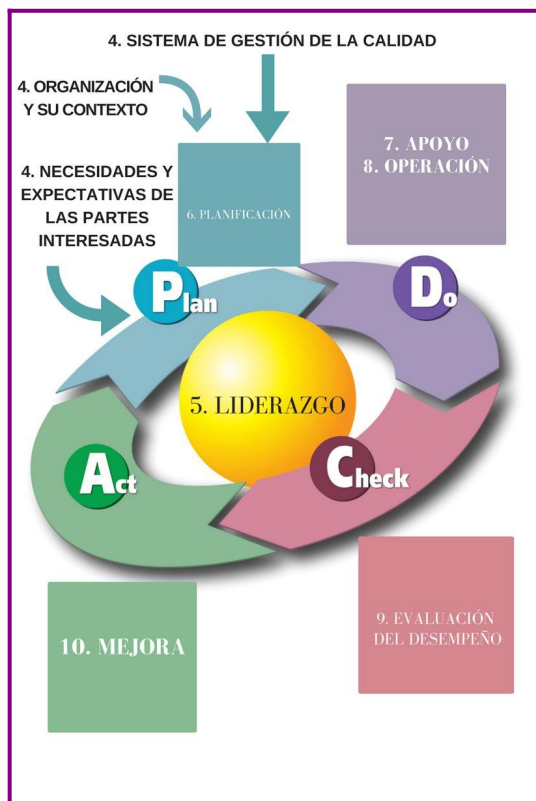 4. SISTEMA DE GESTIÓN DE LA CALIDAD
4. ORGANIZACIÓN
Y SU CONTEXTO
4. NECESIDADES Y
EXPECTATIVAS DE
LAS PARTES
INTERESADAS
6. PLANIFICACIÓN
7. APOYO
8. OPERACIÓN
Plan
Do
5. LIDERAZGO
Act
Check
10. MEJORA
9. EVALUACIÓN
DEL DESEMPEÑO